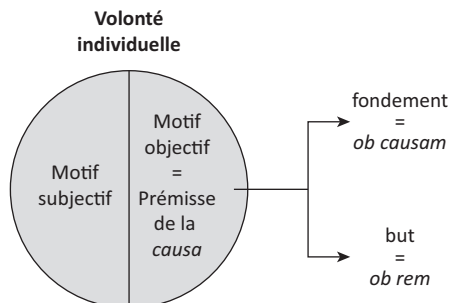 Volonté
individuelle
Motif
subjectif
Motif
objectif
=
Prémisse
de la
causa
fondement
=
ob causam
but
=
ob rem